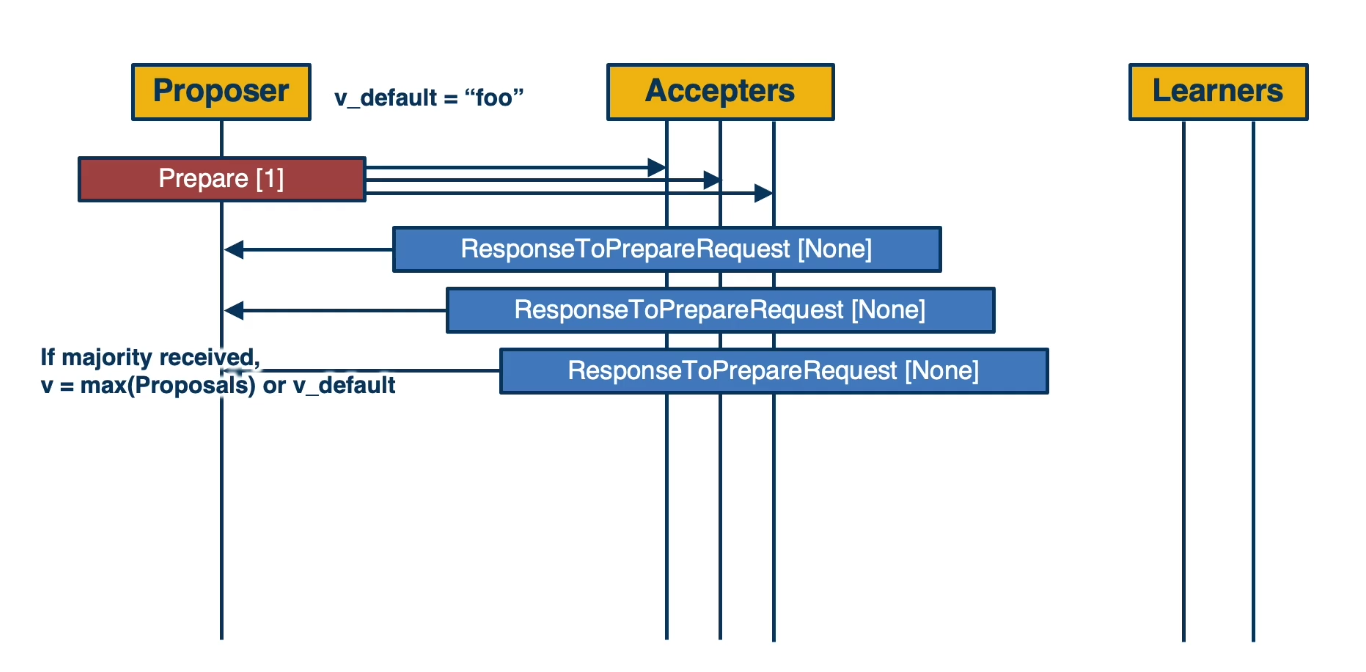 Proposer
v_default = “foo”
Accepters
Learners
Prepare [1]
ResponseToPrepareRequest [None]
ResponseToPrepareRequest [None]
If majority received,
v = max(Proposals) or v_default
ResponseToPrepareRequest [None]